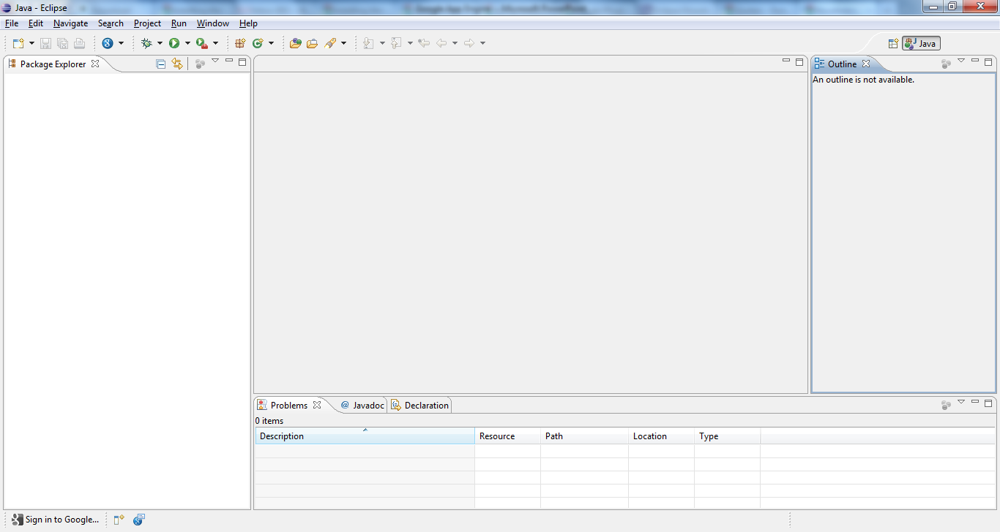 Java - Eclipse
File Edit Navigate Search Project Run Window Help
Java
Package Explorer
Outline
An outline is not available.
Problems @ Javadoc Declaration
0 items
Description Resource Path Location Type
Sign in to Google...